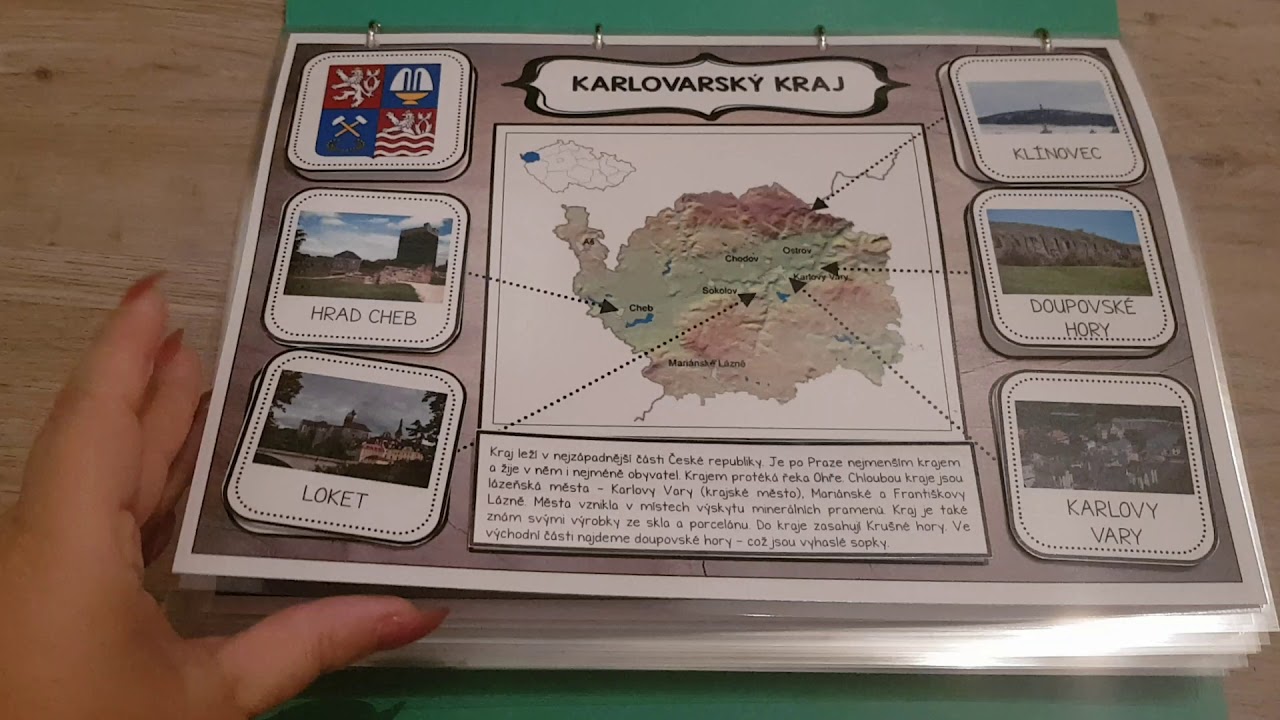 KARLOVARSKÝ KRAJ
KLÍNOVEC
HRAD CHEB
DOUPOVSKÉ
HORY
LOKET
KARLOVY
VARY
Aš
Chodov
Ostrov
Karlovy Vary
Sokolov
Cheb
Mariánské Lázně
Kraj leží v nejzápadnější části České republiky. Je po Praze nejmenším krajem
a žije v něm i nejméně obyvatel. Krajem protéká řeka Ohře. Chloubou kraje jsou
lázeňská města - Karlovy Vary (krajské město), Mariánské a Františkovy
Lázně. Města vznikla v místech výskytu minerálních pramenů. Kraj je také
znám svými výrobky ze skla a porcelánu. Do kraje zasahují Krušné hory. Ve
východní části najdeme doupovské hory - což jsou vyhaslé sopky.